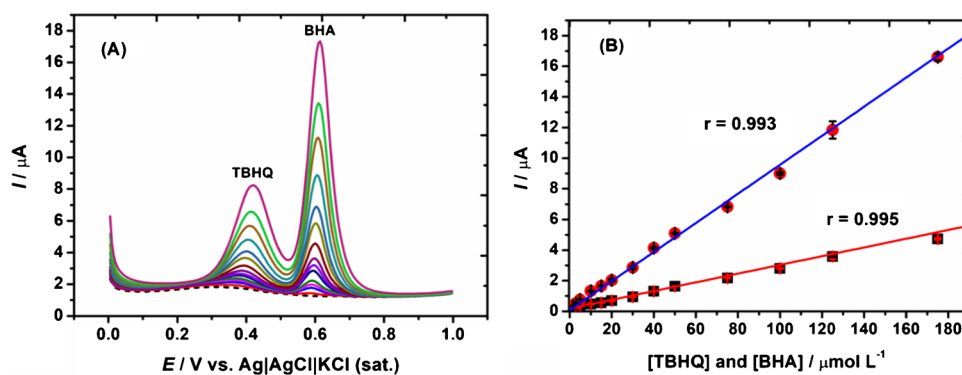 (A)
BHA
TBHQ
18
16
14
12
10
8
6
4
2
0
I / µA
0.0 0.2 0.4 0.6 0.8 1.0
E / V vs. Ag|AgCl|KCl (sat.)
(B)
r = 0.993
r = 0.995
18
16
14
12
10
8
6
4
2
0
I / µA
0 20 40 60 80 100 120 140 160 180
[TBHQ] and [BHA] / µmol L⁻¹